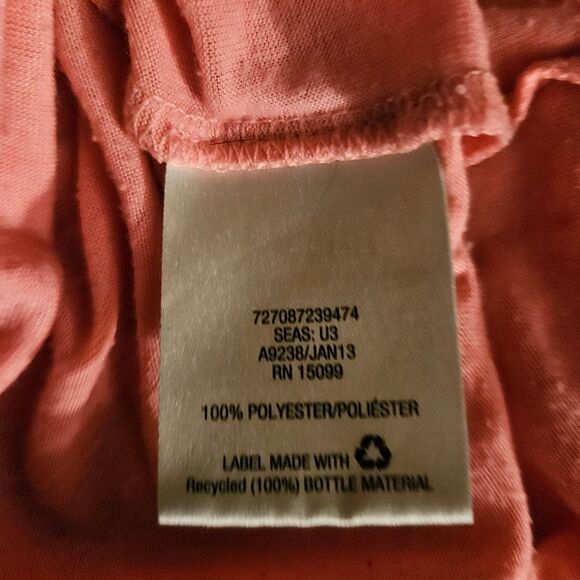 727087239474
SEAS: U3
A9238/JAN13
RN 15099
100% POLYESTER/POLIÉSTER
LABEL MADE WITH
Recycled (100%) BOTTLE MATERIAL